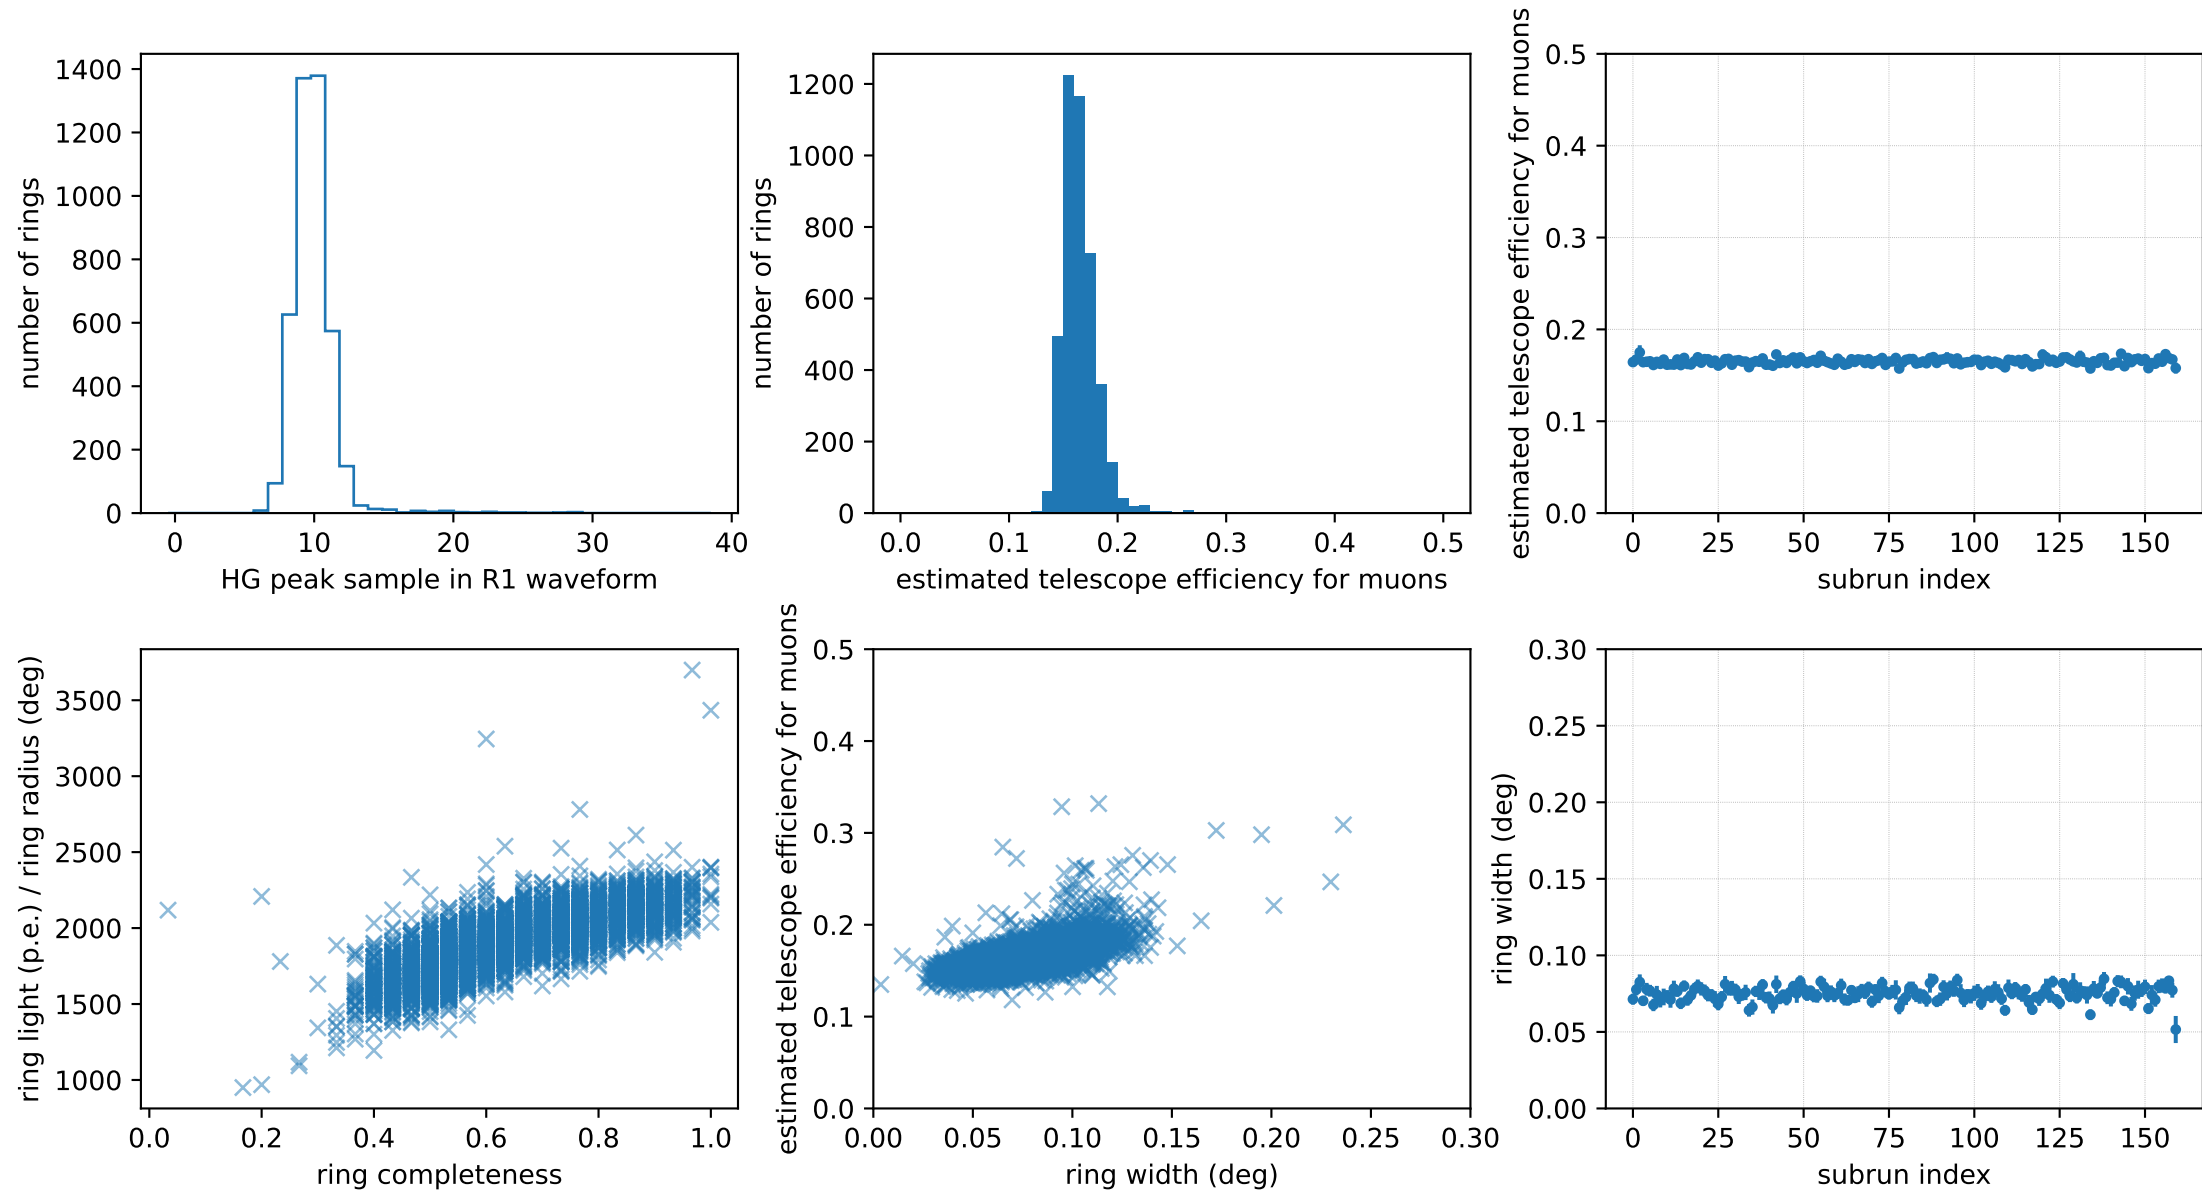 1400
1200
1000
800
600
400
200
0
number of rings
0 10 20 30 40
HG peak sample in R1 waveform
1200
1000
800
600
400
200
0
number of rings
0.0 0.1 0.2 0.3 0.4 0.5
estimated telescope efficiency for muons
0.5
0.4
0.3
0.2
0.1
0.0
estimated telescope efficiency for muons
0 25 50 75 100 125 150
subrun index
3500
3000
2500
2000
1500
1000
ring light (p.e.) / ring radius (deg)
0.0 0.2 0.4 0.6 0.8 1.0
ring completeness
0.5
0.4
0.3
0.2
0.1
0.0
estimated telescope efficiency for muons
0.00 0.05 0.10 0.15 0.20 0.25 0.30
ring width (deg)
0.30
0.25
0.20
0.15
0.10
0.05
0.00
ring width (deg)
0 25 50 75 100 125 150
subrun index